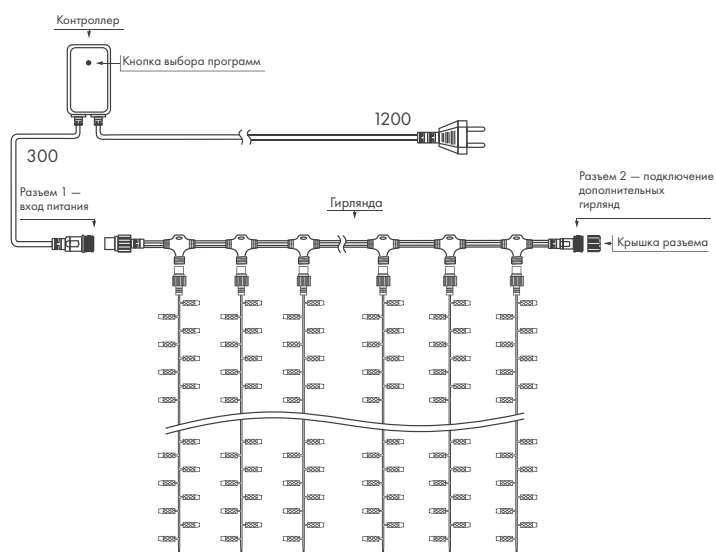 Контроллер
Кнопка выбора программ
1200
300
Разъем 1 —
вход питания
Гирлянда
Разъем 2 — подключение
дополнительных
гирлянд
Крышка разъема